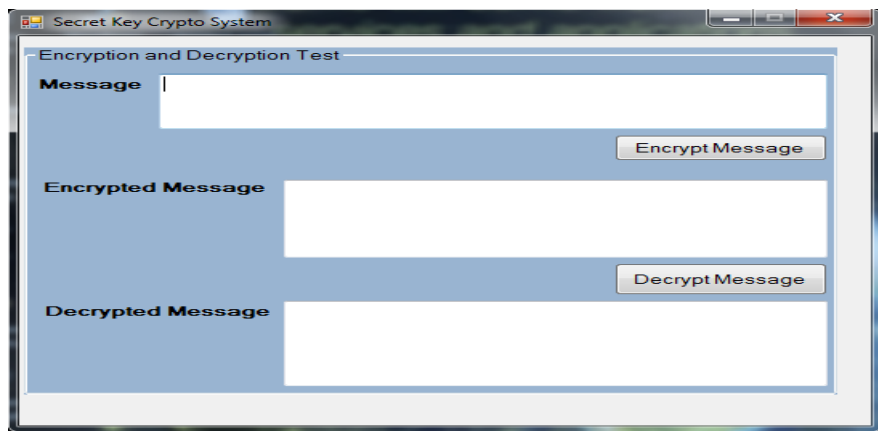 Secret Key Crypto System
Encryption and Decryption Test
Message
Encrypt Message
Encrypted Message
Decrypt Message
Decrypted Message